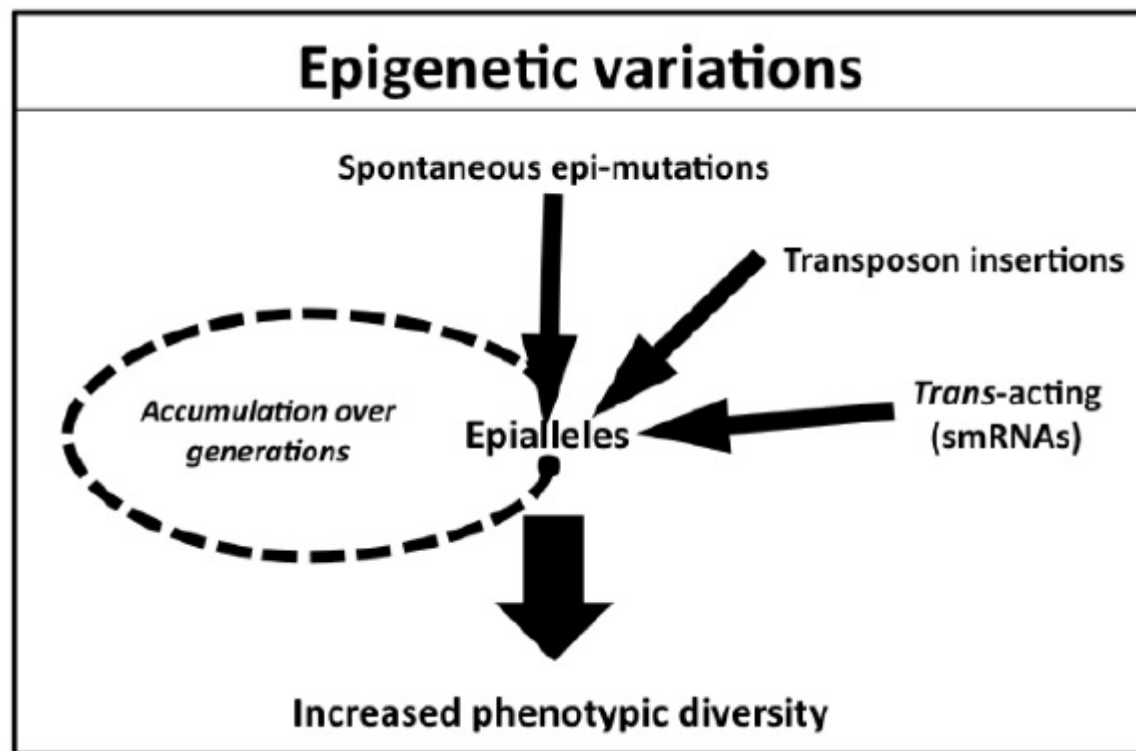 Epigenetic variations
Spontaneous epi-mutations
Transposon insertions
Trans-acting
(smRNAs)
Accumulation over
generations
Epialleles
Increased phenotypic diversity